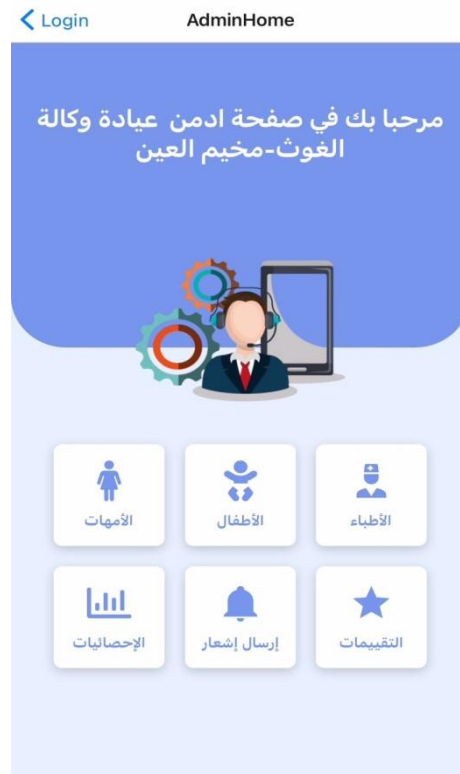 Login
AdminHome
مرحبا بك في صفحة ادمن عيادة وكالة
الغوث-مخيم العين
الأطباء
الأطفال
الأمهات
التقييمات
إرسال إشعار
الإحصائيات